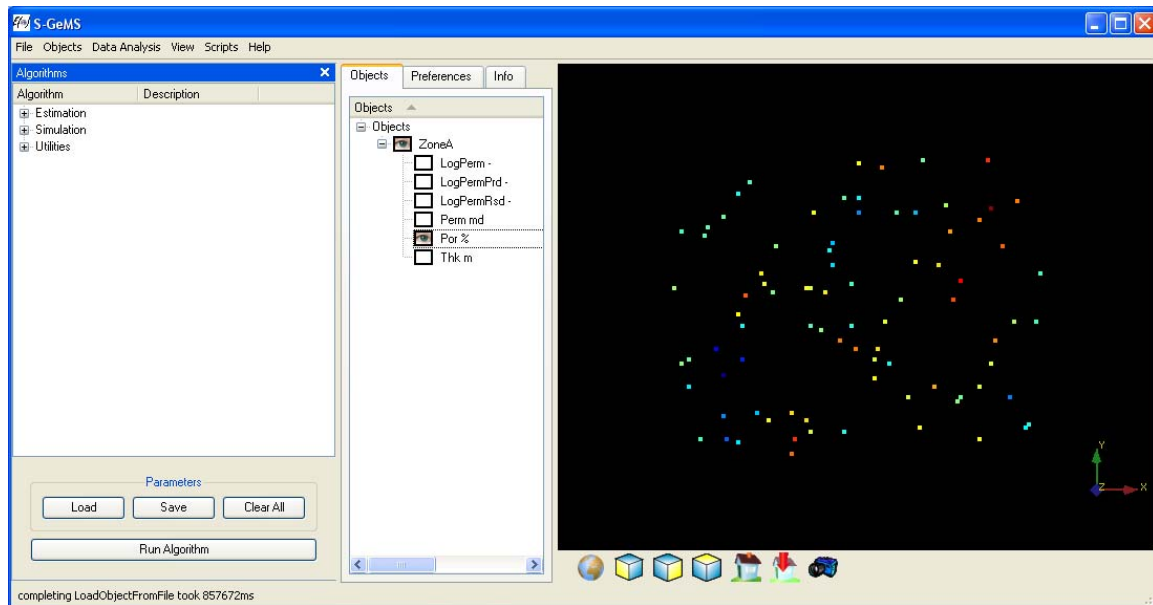 S-GeMS
File Objects Data Analysis View Scripts Help
Algorithms
Algorithm Description
Estimation
Simulation
Utilities
Parameters
Load Save Clear All
Run Algorithm
Objects Preferences Info
Objects
Objects
ZoneA
LogPerm -
LogPermPrd -
LogPermRsd -
Perm md
Por %
Thk m
Y
Z X
completing LoadObjectFromFile took 857672ms